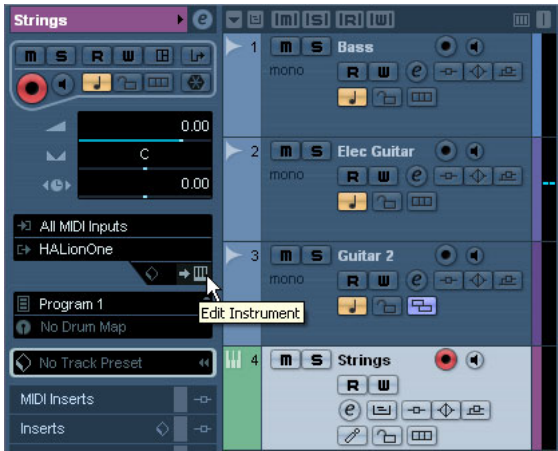 Strings
e
m S R W
m S R W
0.00
C
0.00
All MIDI Inputs
HALionOne
Edit Instrument
Program 1
No Drum Map
No Track Preset
MIDI Inserts
Inserts
1 m S Bass
mono R W e
2 m S Elec Guitar
mono R W e
3 m S Guitar 2
mono R W e
4 m S Strings
R W
e